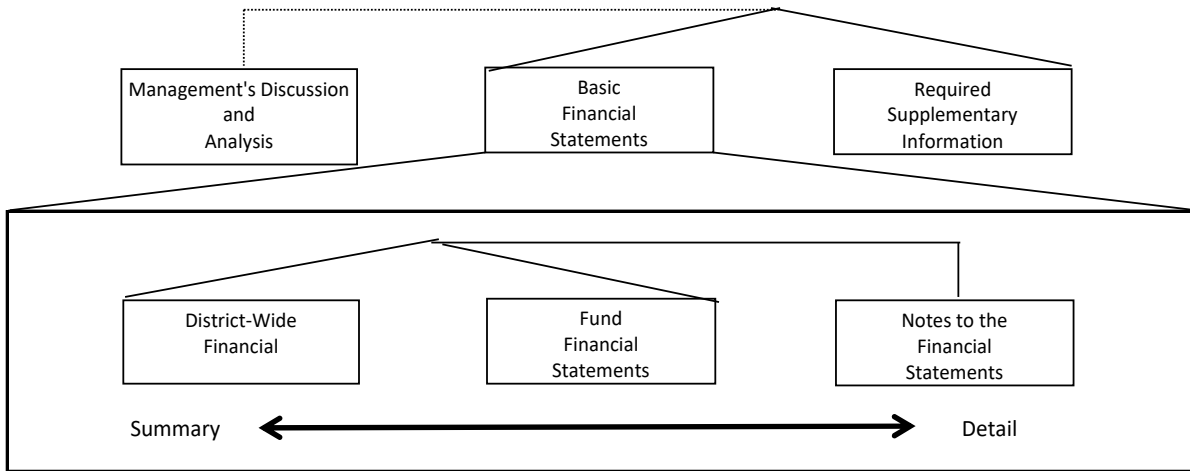 Management's Discussion
and
Analysis
Basic
Financial
Statements
Required
Supplementary
Information
District-Wide
Financial
Fund
Financial
Statements
Notes to the
Financial
Statements
Summary
Detail